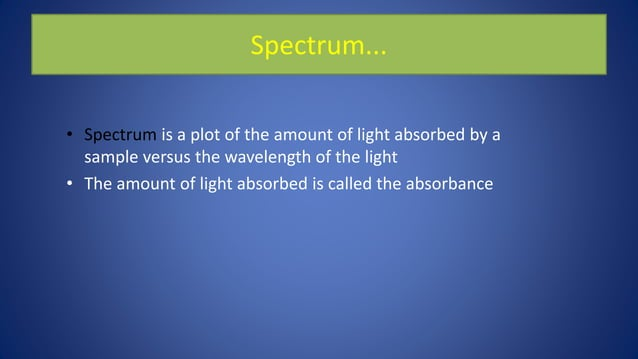 Spectrum...
• Spectrum is a plot of the amount of light absorbed by a
sample versus the wavelength of the light
• The amount of light absorbed is called the absorbance